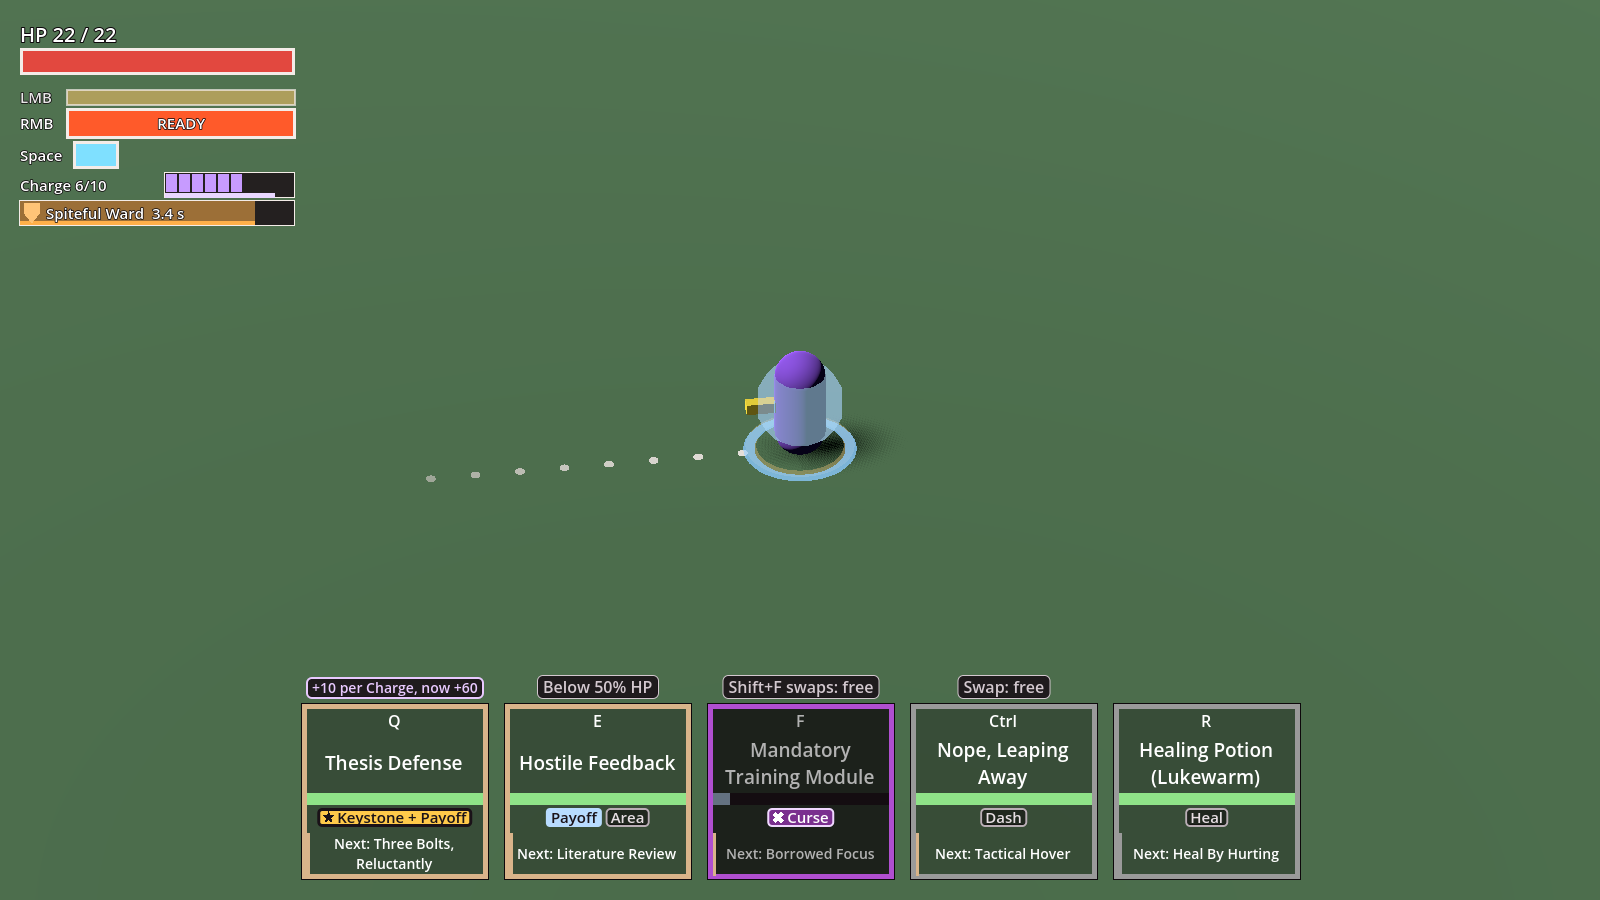 HP 22 / 22
LMB
RMB READY
Space
Charge 6/10
Spiteful Ward 3.4 s
+10 per Charge, now +60
Below 50% HP
Shift+F swaps: free
Swap: free
Q
Thesis Defense
★ Keystone + Payoff
Next: Three Bolts,
Reluctantly
E
Hostile Feedback
Payoff Area
Next: Literature Review
F
Mandatory
Training Module
✖ Curse
Next: Borrowed Focus
Ctrl
Nope, Leaping
Away
Dash
Next: Tactical Hover
R
Healing Potion
(Lukewarm)
Heal
Next: Heal By Hurting